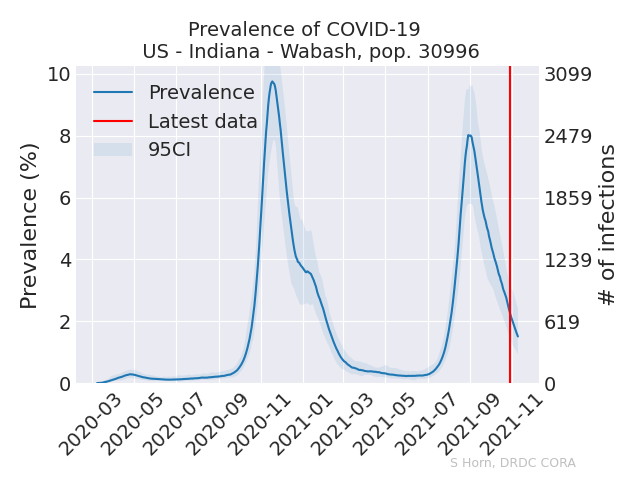 Prevalence of COVID-19
US - Indiana - Wabash, pop. 30996
Prevalence (%)
10
8
6
4
2
0
Prevalence
Latest data
95CI
3099
2479
1859
1239
619
0
# of infections
2020-03
2020-05
2020-07
2020-09
2020-11
2021-01
2021-03
2021-05
2021-07
2021-09
2021-11
S Horn, DRDC CORA